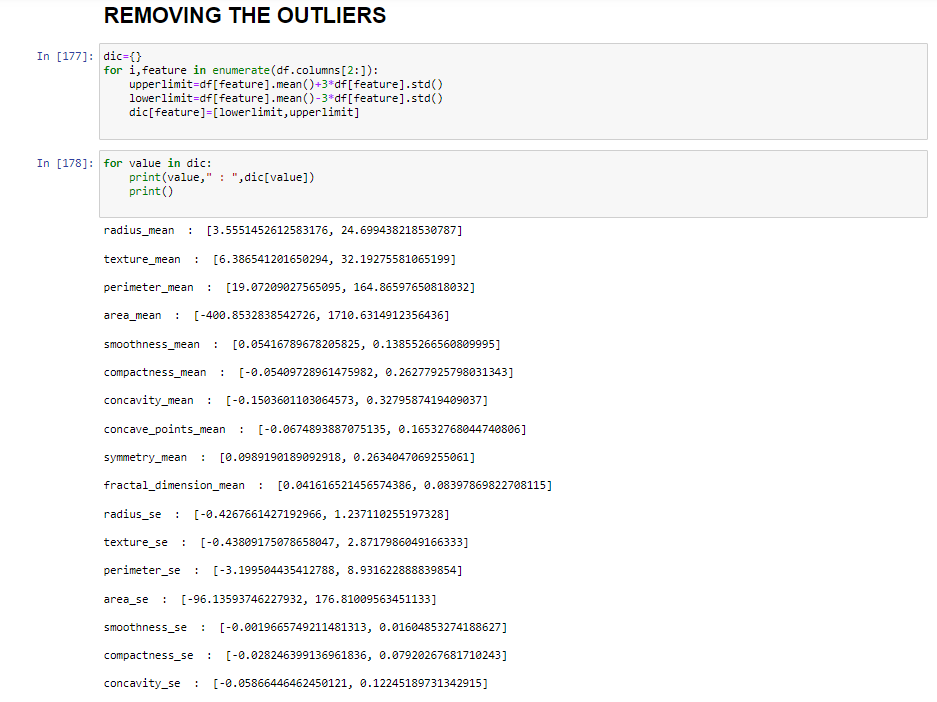 REMOVING THE OUTLIERS
In [177]: dic={}
for i,feature in enumerate(df.columns[2:]):
    upperlimit=df[feature].mean()+3*df[feature].std()
    lowerlimit=df[feature].mean()-3*df[feature].std()
    dic[feature]=[lowerlimit,upperlimit]
In [178]: for value in dic:
    print(value," : ",dic[value])
    print()
radius_mean  :  [3.5551452612583176, 24.699438218530787]
texture_mean  :  [6.386541201650294, 32.19275581065199]
perimeter_mean  :  [19.07209027565095, 164.86597650818032]
area_mean  :  [-400.8532838542726, 1710.6314912356436]
smoothness_mean  :  [0.05416789678205825, 0.13855266560809995]
compactness_mean  :  [-0.05409728961475982, 0.26277925798031343]
concavity_mean  :  [-0.1503601103064573, 0.3279587419409037]
concave_points_mean  :  [-0.0674893887075135, 0.16532768044740806]
symmetry_mean  :  [0.0989190189092918, 0.2634047069255061]
fractal_dimension_mean  :  [0.041616521456574386, 0.08397869822708115]
radius_se  :  [-0.4267661427192966, 1.237110255197328]
texture_se  :  [-0.43809175078658047, 2.8717986049166333]
perimeter_se  :  [-3.199504435412788, 8.931622888839854]
area_se  :  [-96.13593746227932, 176.81009563451133]
smoothness_se  :  [-0.0019665749211481313, 0.01604853274188627]
compactness_se  :  [-0.028246399136961836, 0.07920267681710243]
concavity_se  :  [-0.05866446462450121, 0.12245189731342915]